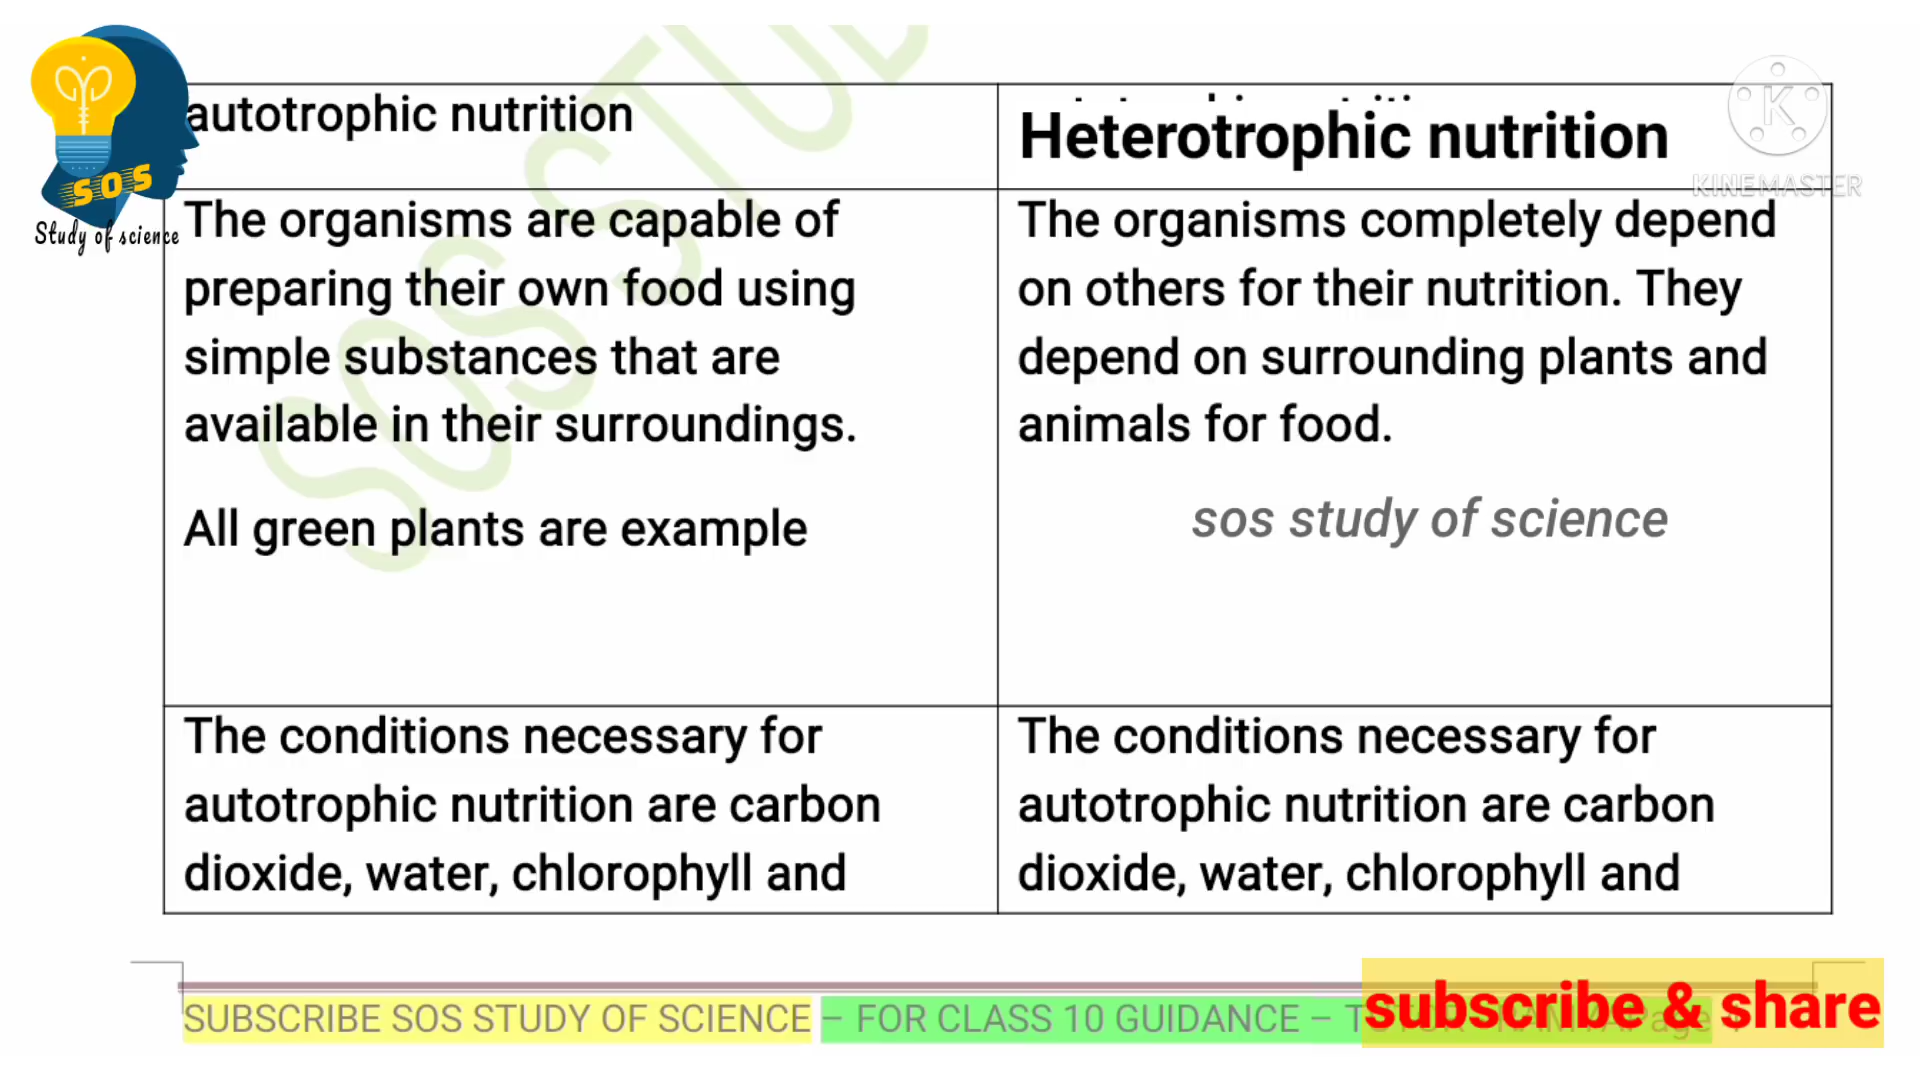 SOS
Study of science
autotrophic nutrition
Heterotrophic nutrition
K
KINEMASTER
SOS STU
The organisms are capable of
preparing their own food using
simple substances that are
available in their surroundings.
All green plants are example
The organisms completely depend
on others for their nutrition. They
depend on surrounding plants and
animals for food.
sos study of science
The conditions necessary for
autotrophic nutrition are carbon
dioxide, water, chlorophyll and
The conditions necessary for
autotrophic nutrition are carbon
dioxide, water, chlorophyll and
SUBSCRIBE SOS STUDY OF SCIENCE – FOR CLASS 10 GUIDANCE –
subscribe & share